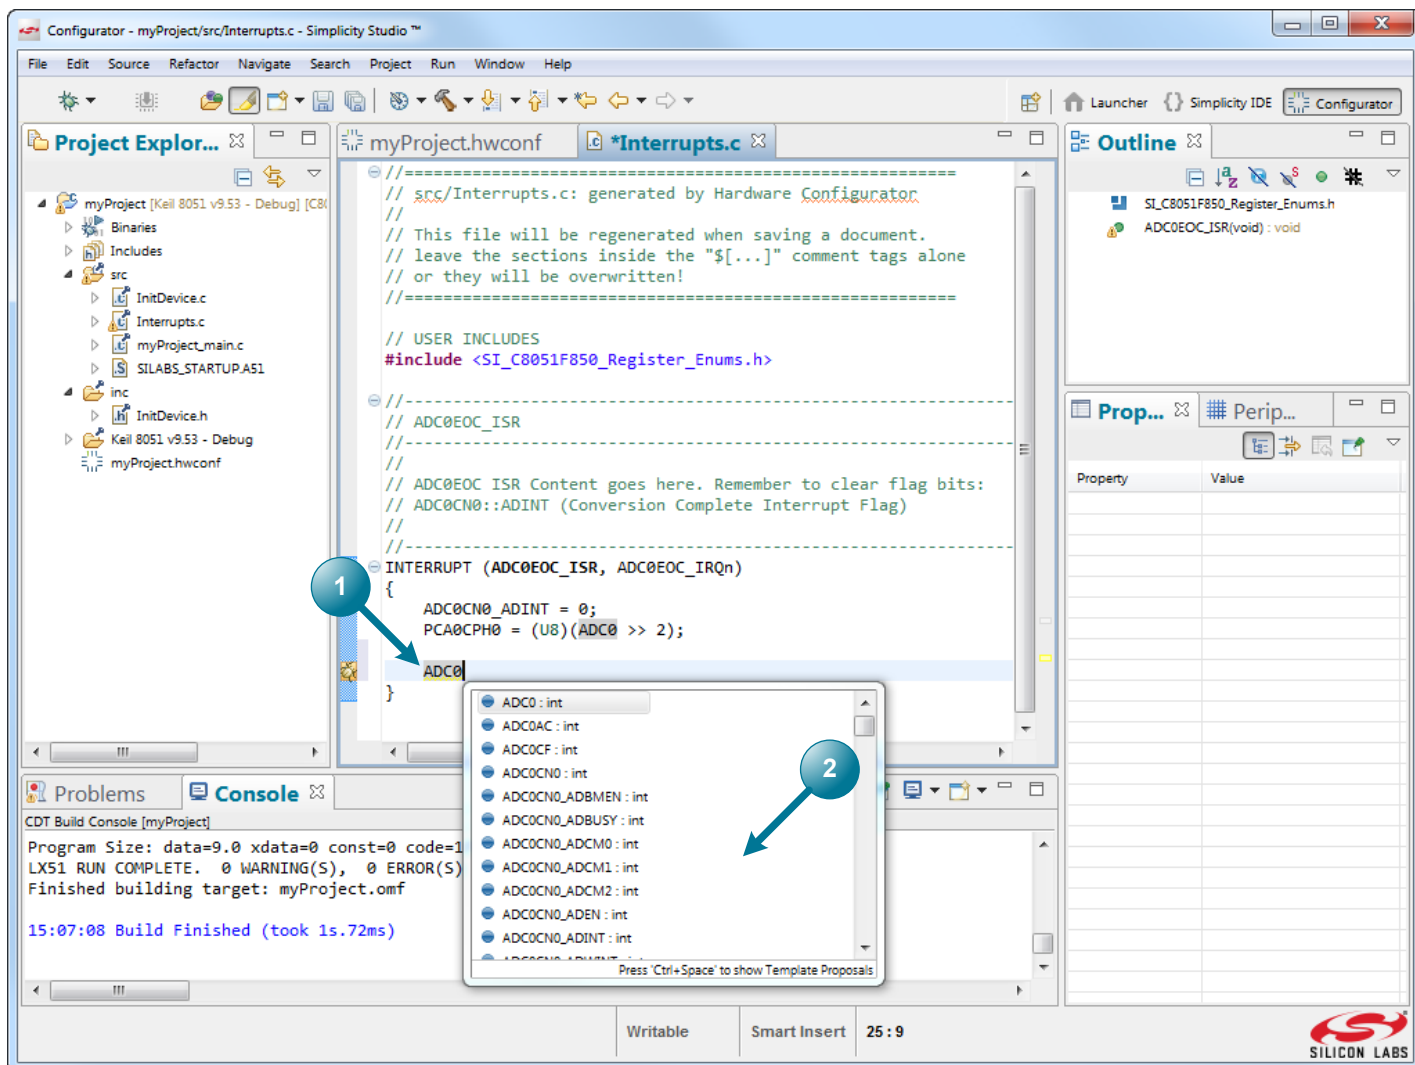 Configurator - myProject/src/Interrupts.c - Simplicity Studio ™
File Edit Source Refactor Navigate Search Project Run Window Help
Launcher Simplicity IDE Configurator
Project Explor...
myProject [Keil 8051 v9.53 - Debug] [C8
Binaries
Includes
src
InitDevice.c
Interrupts.c
myProject_main.c
SILABS_STARTUP.A51
inc
InitDevice.h
Keil 8051 v9.53 - Debug
myProject.hwconf
myProject.hwconf *Interrupts.c
//=========================================================
// src/Interrupts.c: generated by Hardware Configurator
//
// This file will be regenerated when saving a document.
// leave the sections inside the "$[...]" comment tags alone
// or they will be overwritten!
//=========================================================
// USER INCLUDES
#include <SI_C8051F850_Register_Enums.h>
//---------------------------------------------------------------
// ADC0EOC_ISR
//---------------------------------------------------------------
//
// ADC0EOC ISR Content goes here. Remember to clear flag bits:
// ADC0CN0::ADINT (Conversion Complete Interrupt Flag)
//
//---------------------------------------------------------------
INTERRUPT (ADC0EOC_ISR, ADC0EOC_IRQn)
{
ADC0CN0_ADINT = 0;
PCA0CPH0 = (U8)(ADC0 >> 2);
ADC0
}
1
2
ADC0 : int
ADC0AC : int
ADC0CF : int
ADC0CN0 : int
ADC0CN0_ADBMEN : int
ADC0CN0_ADBUSY : int
ADC0CN0_ADCM0 : int
ADC0CN0_ADCM1 : int
ADC0CN0_ADCM2 : int
ADC0CN0_ADEN : int
ADC0CN0_ADINT : int
Press 'Ctrl+Space' to show Template Proposals
Outline
SI_C8051F850_Register_Enums.h
ADC0EOC_ISR(void) : void
Prop... Perip...
Property Value
Problems Console
CDT Build Console [myProject]
Program Size: data=9.0 xdata=0 const=0 code=1
LX51 RUN COMPLETE. 0 WARNING(S), 0 ERROR(S)
Finished building target: myProject.omf
15:07:08 Build Finished (took 1s.72ms)
Writable Smart Insert 25 : 9
SILICON LABS